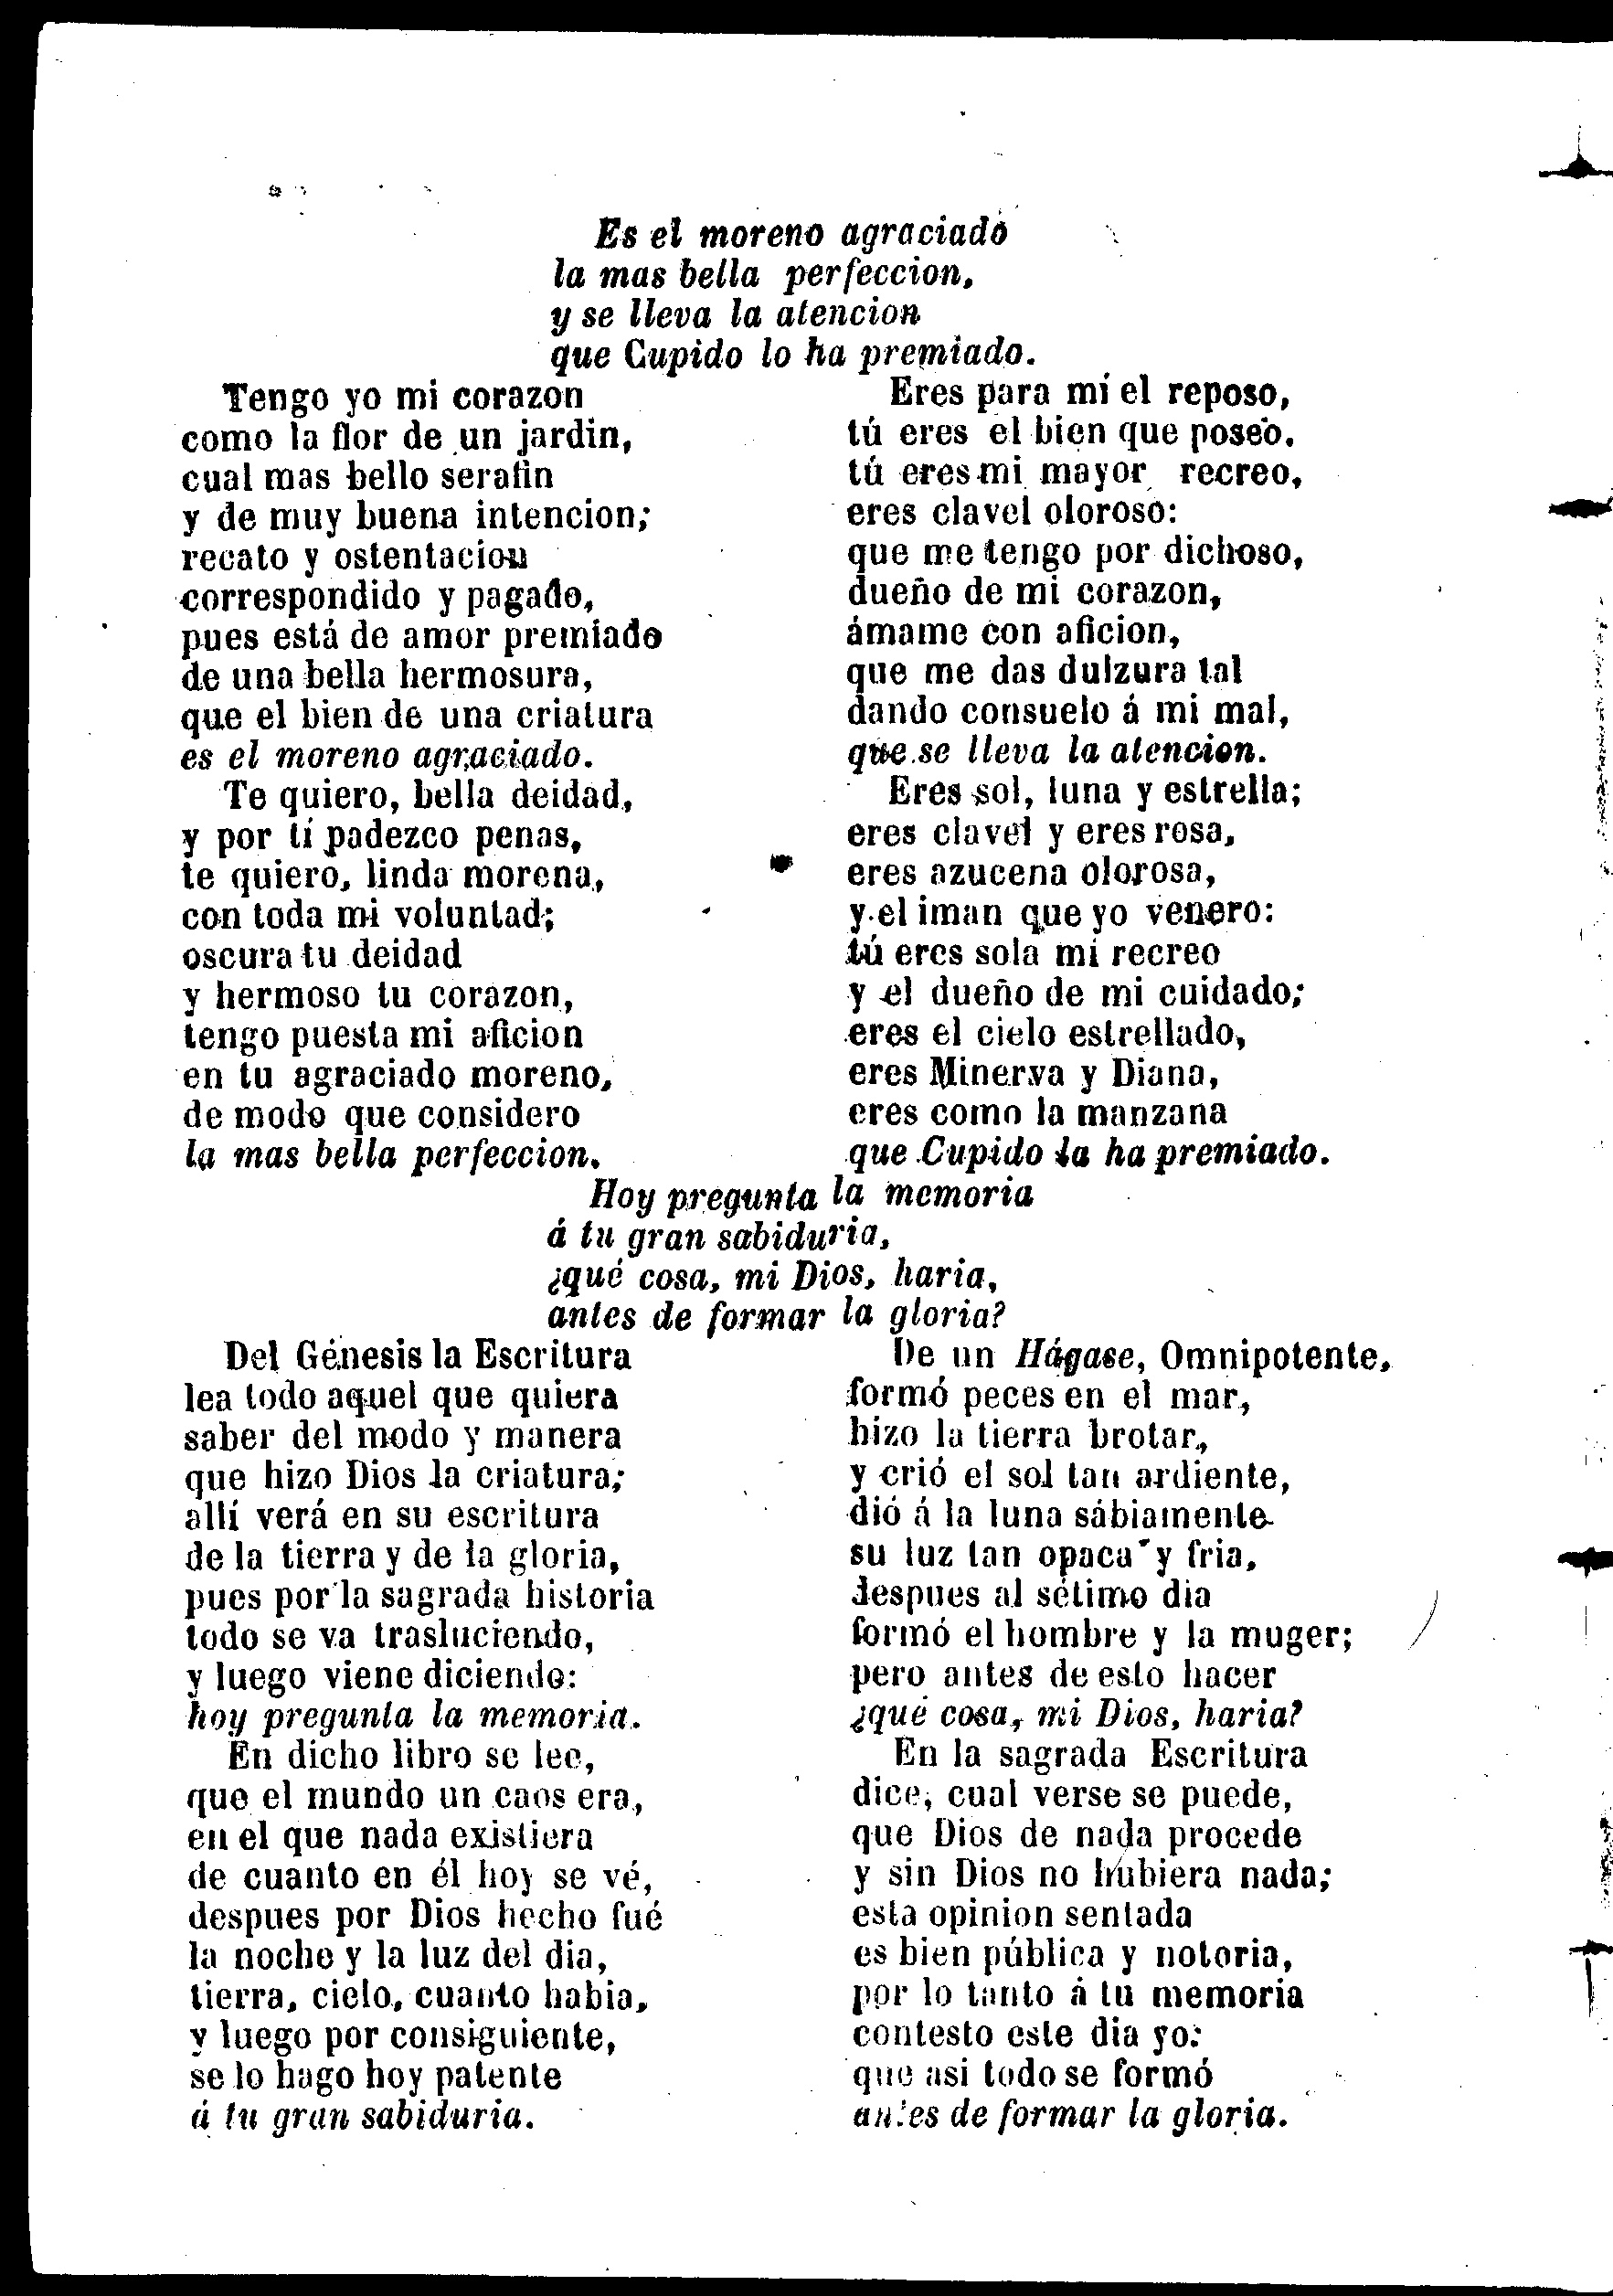 Es el moreno agraciado
la mas bella perfeccion,
y se lleva la atencion
que Cupido lo ha premiado.
Tengo yo mi corazon
como la flor de un jardin,
cual mas bello serafin
y de muy buena intencion;
recato y ostentacion
correspondido y pagado,
pues está de amor premiado
de una bella hermosura,
que el bien de una criatura
es el moreno agraciado.
Te quiero, bella deidad,
y por tí padezco penas,
te quiero, linda morena,
con toda mi voluntad;
oscura tu deidad
y hermoso tu corazon,
tengo puesta mi aficion
en tu agraciado moreno,
de modo que considero
la mas bella perfeccion.
Eres para mí el reposo,
tú eres el bien que poseo.
tú eres mi mayor recreo,
eres clavel oloroso:
que me tengo por dichoso,
dueño de mi corazon,
ámame con aficion,
que me das dulzura tal
dando consuelo á mi mal,
que se lleva la atencion.
Eres sol, luna y estrella;
eres clavel y eres rosa,
eres azucena olorosa,
y el iman que yo venero:
tú eres sola mi recreo
y el dueño de mi cuidado;
eres el cielo estrellado,
eres Minerva y Diana,
eres como la manzana
que Cupido la ha premiado.
Hoy pregunta la memoria
á tu gran sabiduria,
¿qué cosa, mi Dios, haria,
antes de formar la gloria?
Del Génesis la Escritura
lea todo aquel que quiera
saber del modo y manera
que hizo Dios la criatura;
allí verá en su escritura
de la tierra y de la gloria,
pues por la sagrada historia
todo se va trasluciendo,
y luego viene diciendo:
hoy pregunta la memoria.
En dicho libro se lee,
que el mundo un caos era,
en el que nada existiera
de cuanto en él hoy se vé,
despues por Dios hecho fué
la noche y la luz del dia,
tierra, cielo, cuanto habia,
y luego por consiguiente,
se lo hago hoy patente
á tu gran sabiduria.
De un Hágase, Omnipotente,
formó peces en el mar,
hizo la tierra brotar,
y crió el sol tan ardiente,
dió á la luna sábiamente
su luz tan opaca y fria,
despues al sétimo dia
formó el hombre y la muger;
pero antes de esto hacer
¿qué cosa, mi Dios, haria?
En la sagrada Escritura
dice, cual verse se puede,
que Dios de nada procede
y sin Dios no hubiera nada;
esta opinion sentada
es bien pública y notoria,
por lo tanto á tu memoria
contesto este dia yo:
que asi todo se formó
antes de formar la gloria.